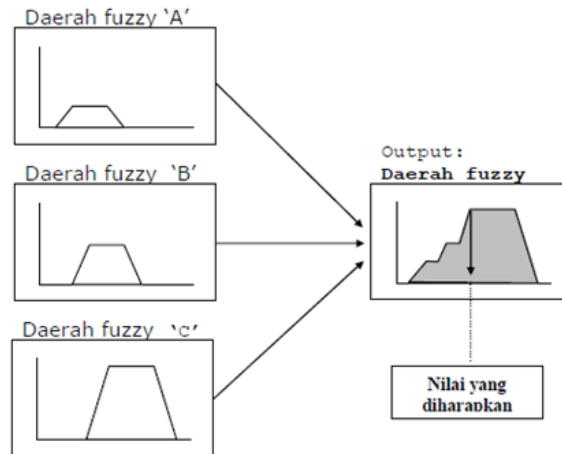 Daerah fuzzy ‘A’
Daerah fuzzy ‘B’
Daerah fuzzy ‘C’
Output:
Daerah fuzzy
Nilai yang
diharapkan